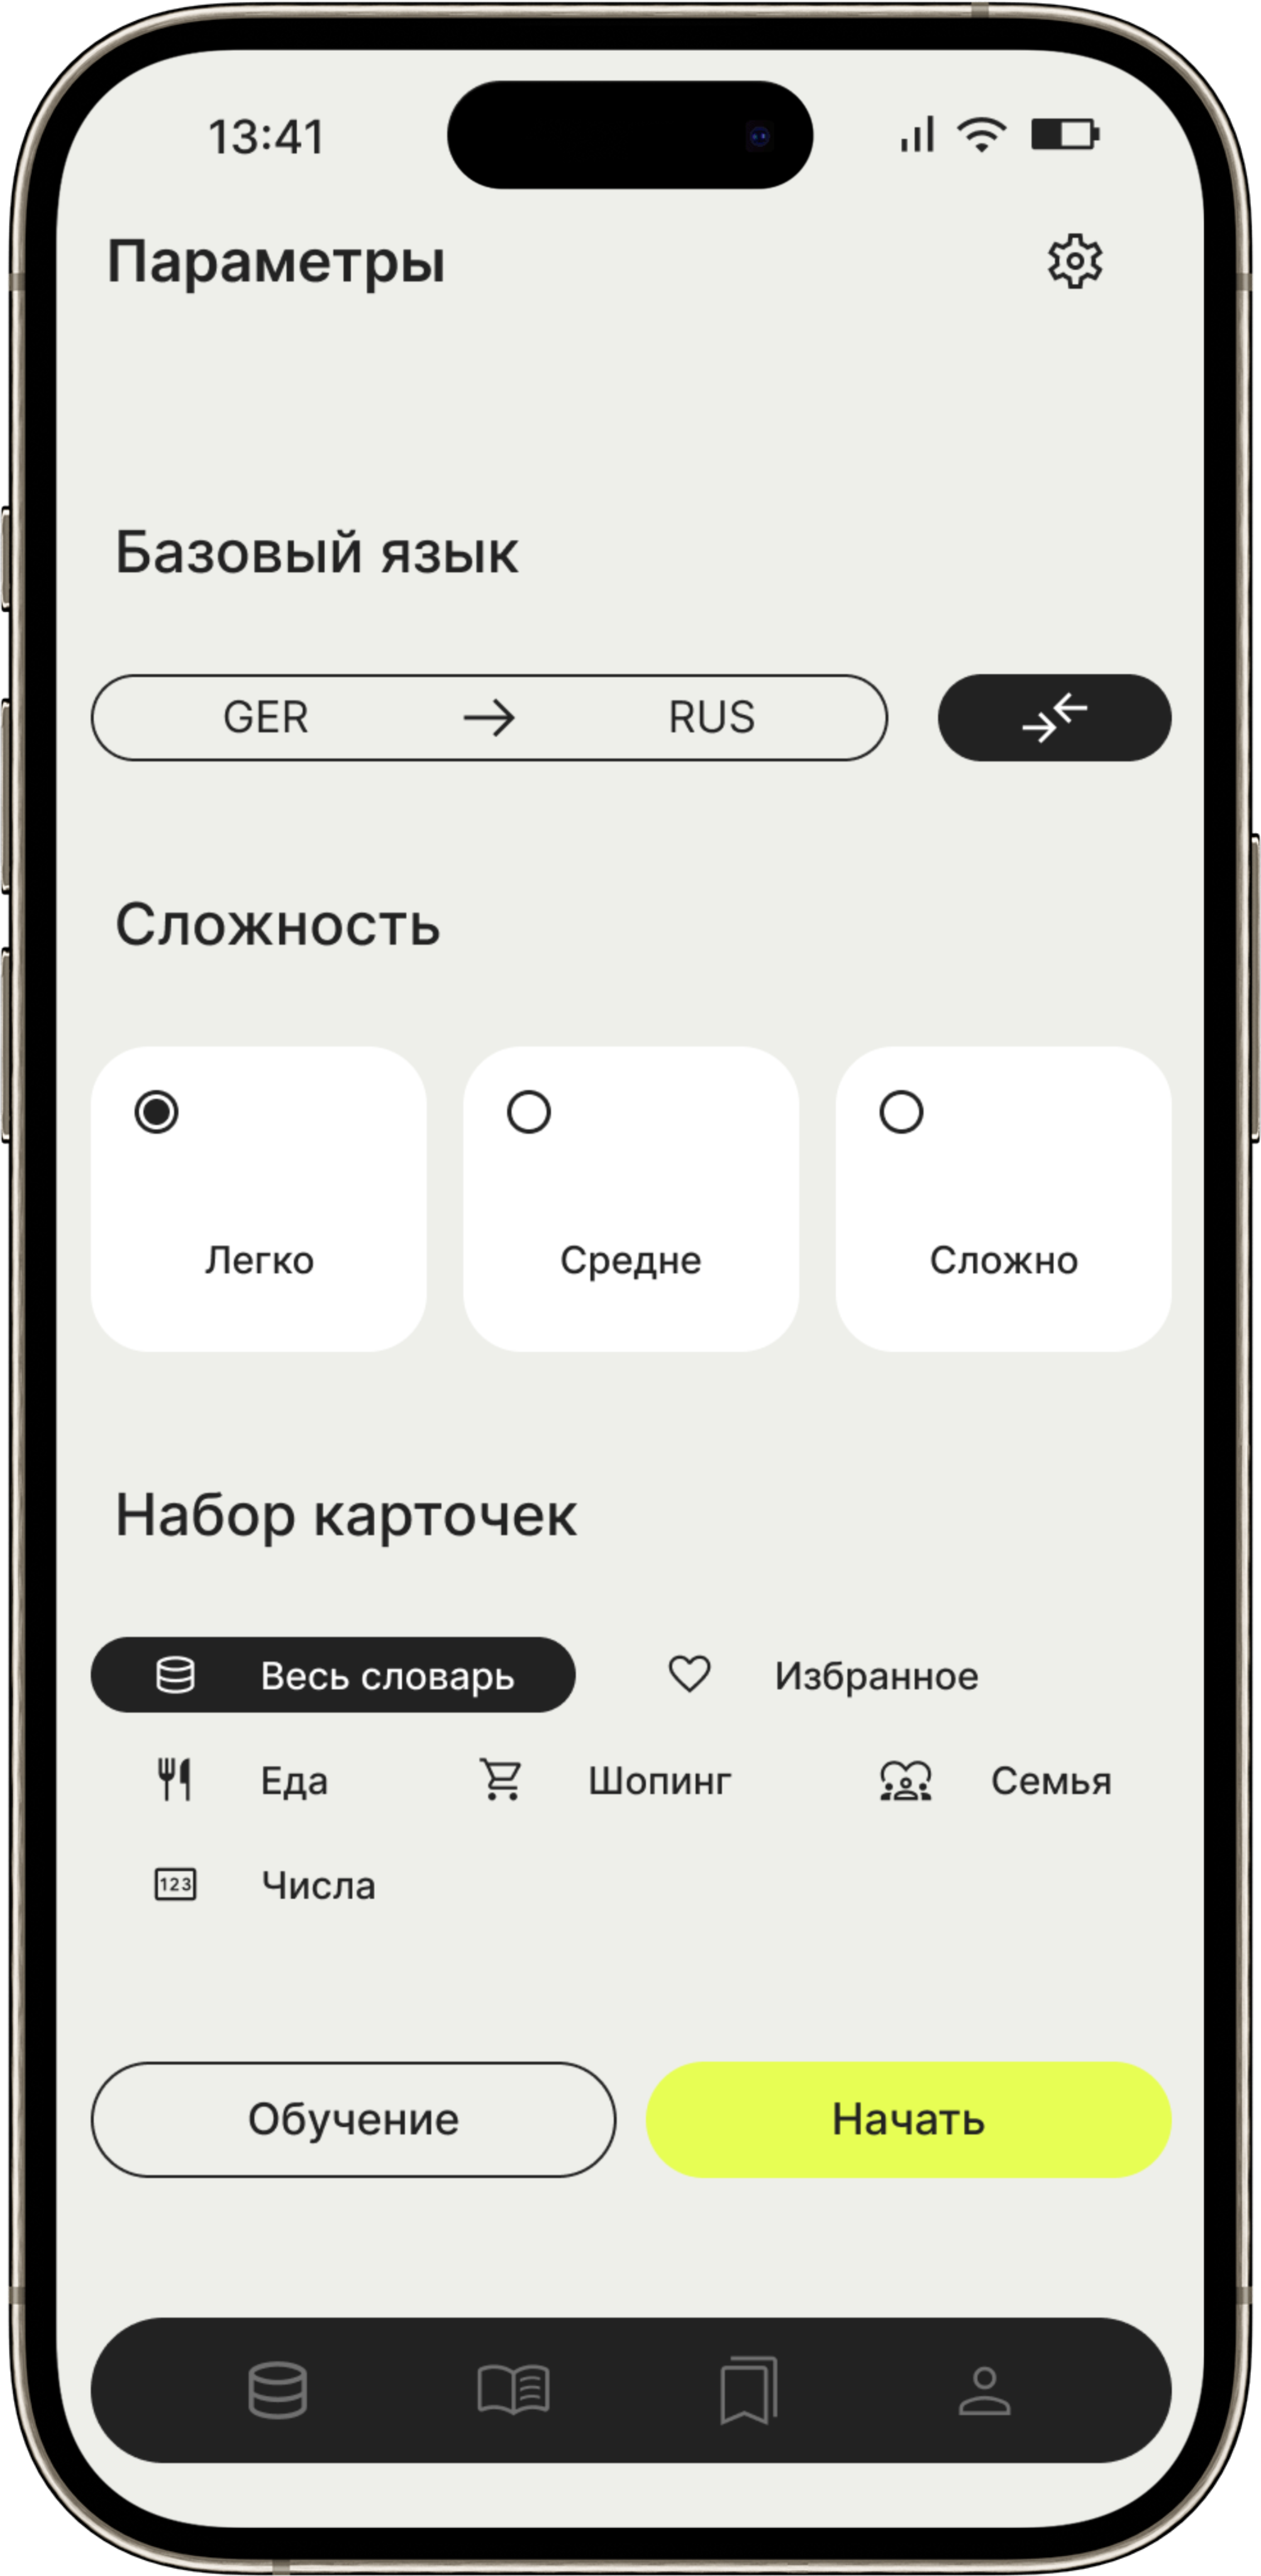 13:41
Параметры
Базовый язык
GER → RUS
Сложность
Легко Средне Сложно
Набор карточек
Весь словарь Избранное
Еда Шопинг Семья
123 Числа
Обучение Начать